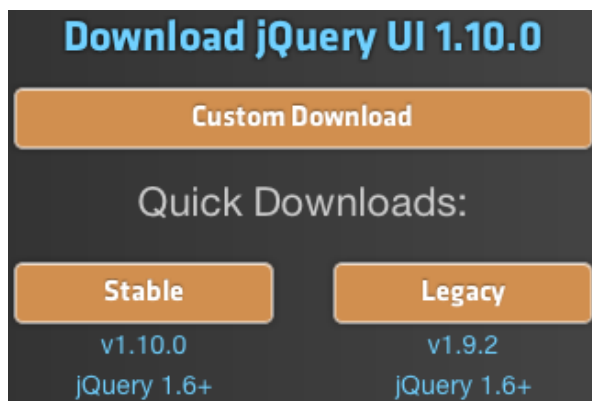 Download jQuery UI 1.10.0
Custom Download
Quick Downloads:
Stable
Legacy
v1.10.0
v1.9.2
jQuery 1.6+
jQuery 1.6+